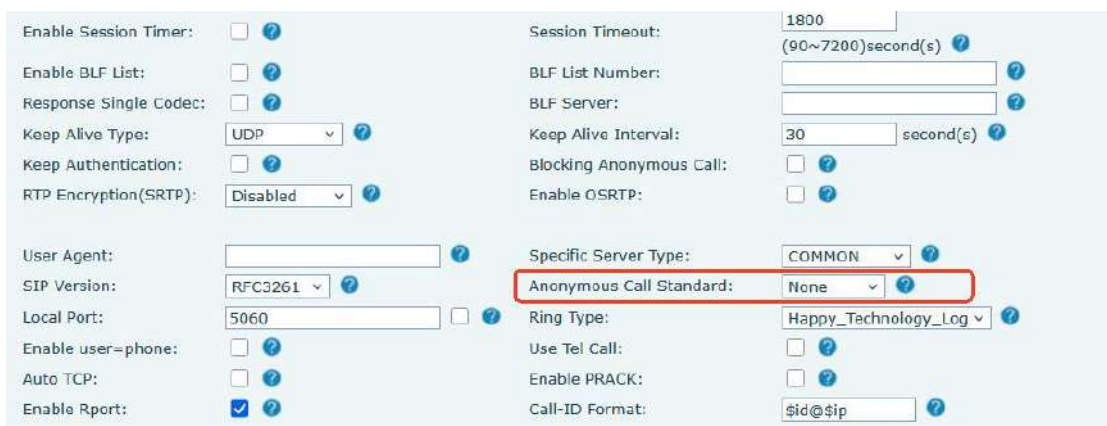 Enable Session Timer: Session Timeout: 1800
(90~7200)second(s)
Enable BLF List: BLF List Number:
Response Single Codec: BLF Server:
Keep Alive Type: UDP Keep Alive Interval: 30 second(s)
Keep Authentication: Blocking Anonymous Call:
RTP Encryption(SRTP): Disabled Enable OSRTP:
User Agent: Specific Server Type: COMMON
SIP Version: RFC3261 Anonymous Call Standard: None
Local Port: 5060 Ring Type: Happy_Technology_Log
Enable user=phone: Use Tel Call:
Auto TCP: Enable PRACK:
Enable Rport: Call-ID Format: $id@$ip